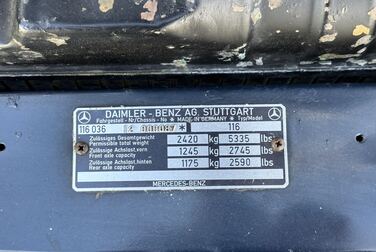 DAIMLER - BENZ AG. STUTTGART
Fahrgestell - Nr/Chassis - No ✱ MADE IN GERMANY ✱ Typ/Model
116 036 ✱ 116
Zulässiges Gesamtgewicht
Permissible total weight 2420 kg 5335 lbs
Zulässige Achslast, vorn
Front axle capacity 1245 kg 2745 lbs
Zulässige Achslast, hinten
Rear axle capacity 1175 kg 2590 lbs
MERCEDES-BENZ